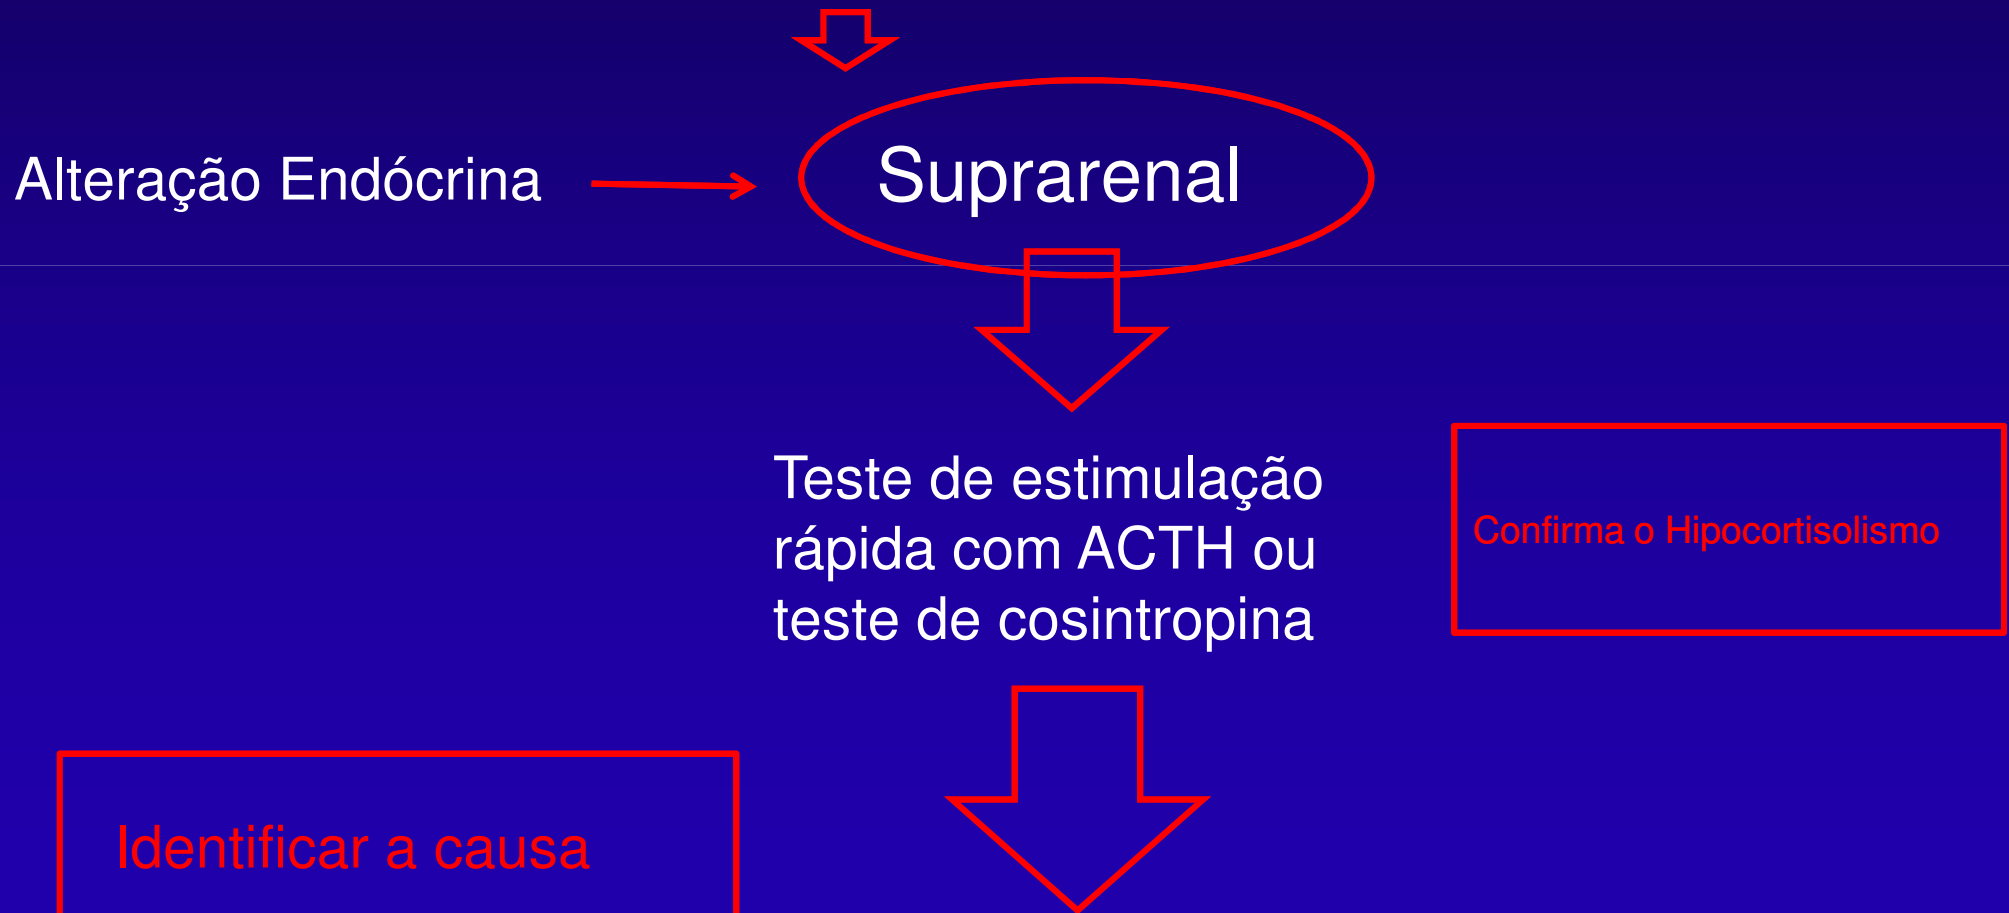 Alteração Endócrina
Suprarenal
Teste de estimulação
rápida com ACTH ou
teste de cosintropina
Confirma o Hipocortisolismo
Identificar a causa